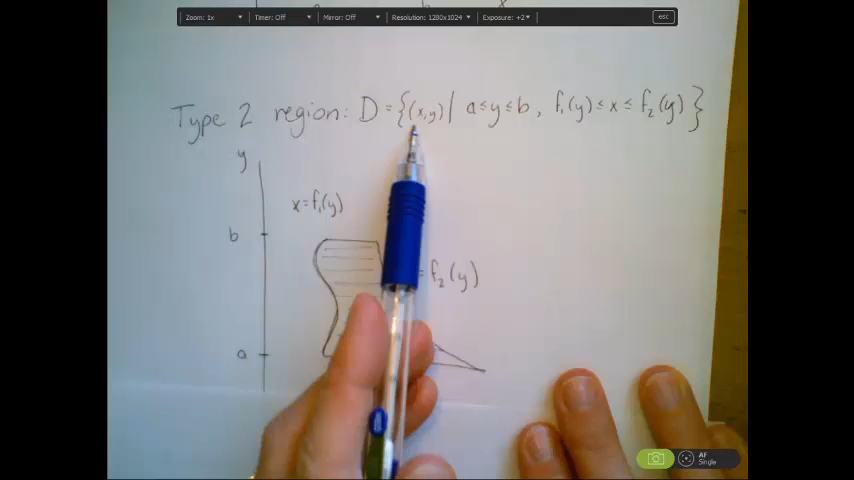 Zoom: 1x Timer: Off Mirror: Off Resolution: 1280x1024 Exposure: +2 esc
Type 2 region: D = {(x,y) | a ≤ y ≤ b, f₁(y) ≤ x ≤ f₂(y)}
y
x = f₁(y)
b
= f₂(y)
a
AF
Single